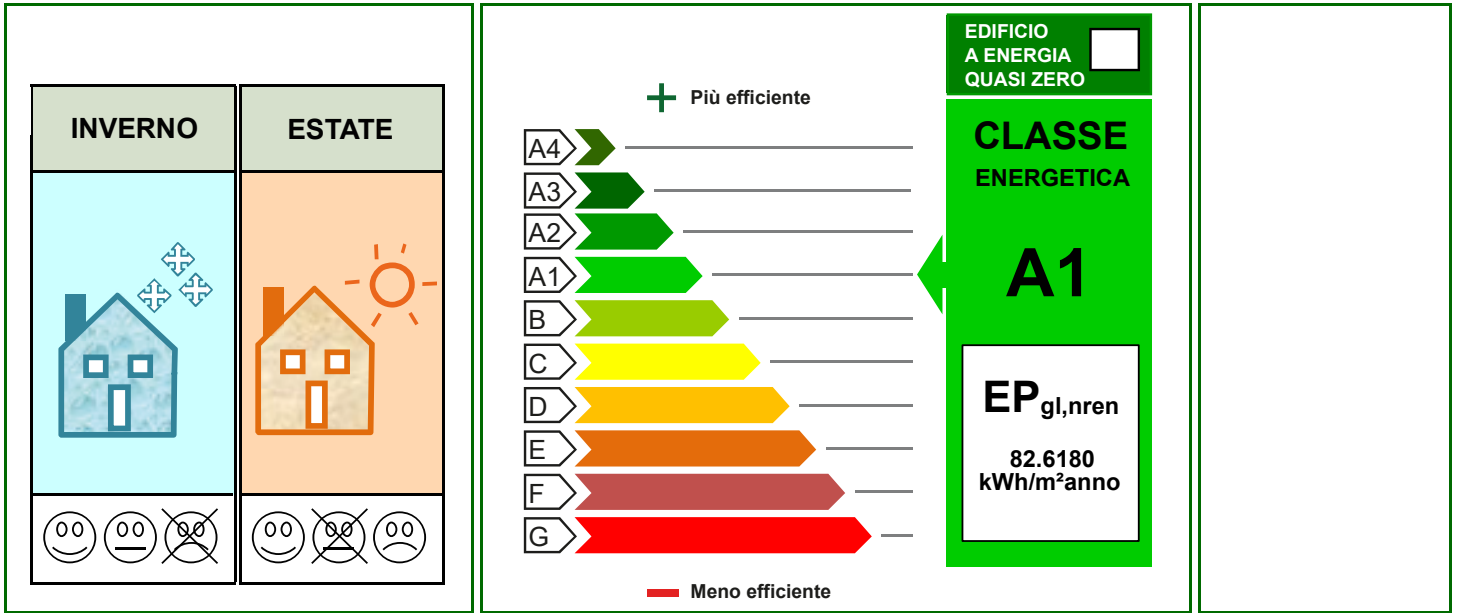 INVERNO
ESTATE
Più efficiente
A4
A3
A2
A1
B
C
D
E
F
G
Meno efficiente
EDIFICIO
A ENERGIA
QUASI ZERO
CLASSE
ENERGETICA
A1
EPgl,nren
82.6180
kWh/m²anno